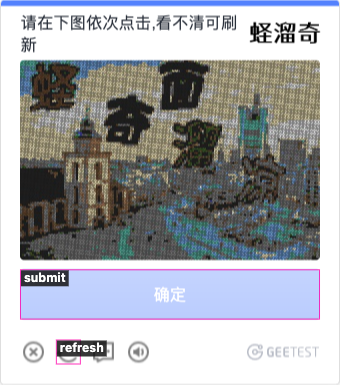 请在下图依次点击,看不清可刷
新
蛏溜奇
蛏
面
奇
溜
submit
确定
refresh
GEETEST